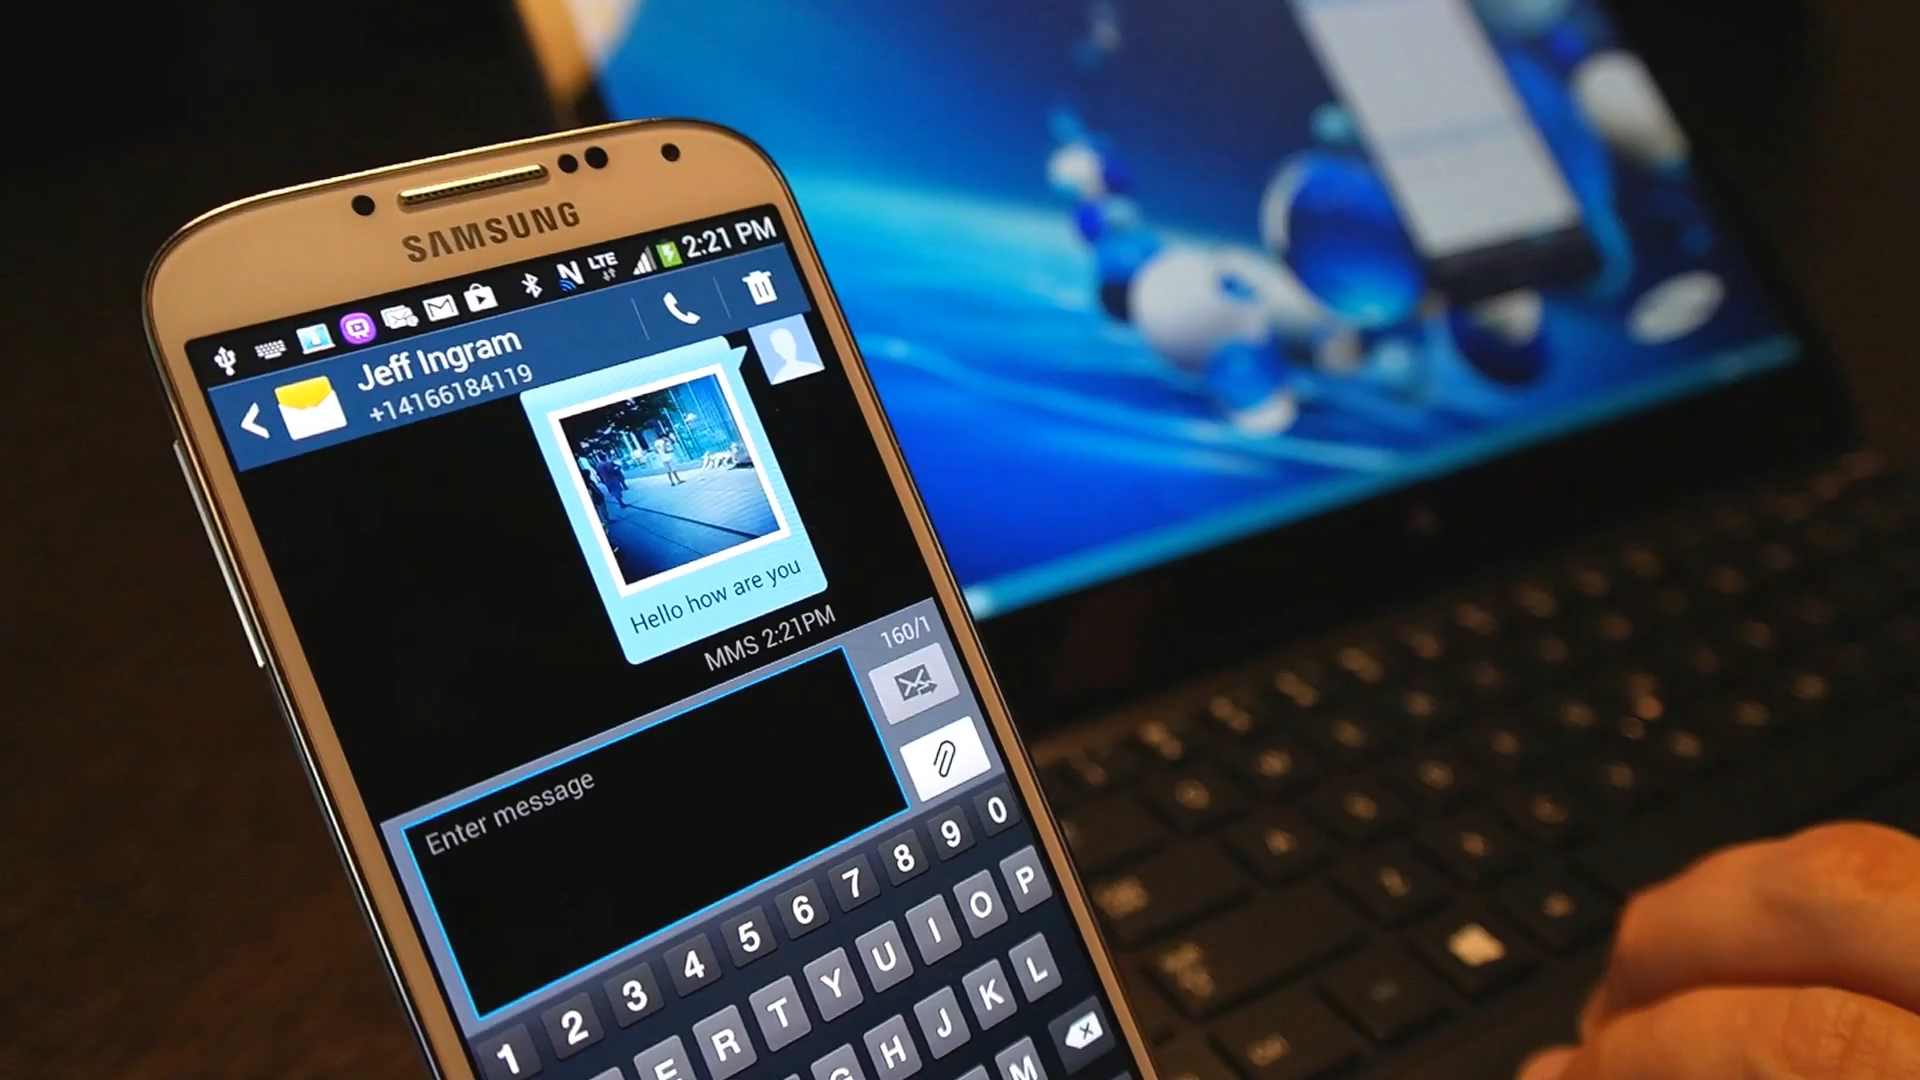 SAMSUNG
LTE 2:21 PM
Jeff Ingram
+14166184119
Hello how are you
MMS 2:21PM
160/1
Enter message
1 2 3 4 5 6 7 8 9 0
E R T Y U I O P
G H J K L
M